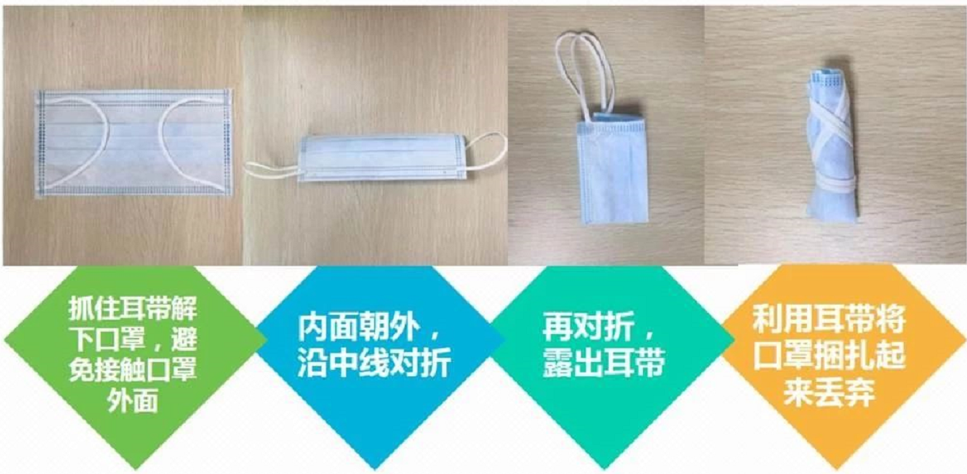 抓住耳带解
下口罩，避
免接触口罩
外面
内面朝外，
沿中线对折
再对折，
露出耳带
利用耳带将
口罩捆扎起
来丢弃